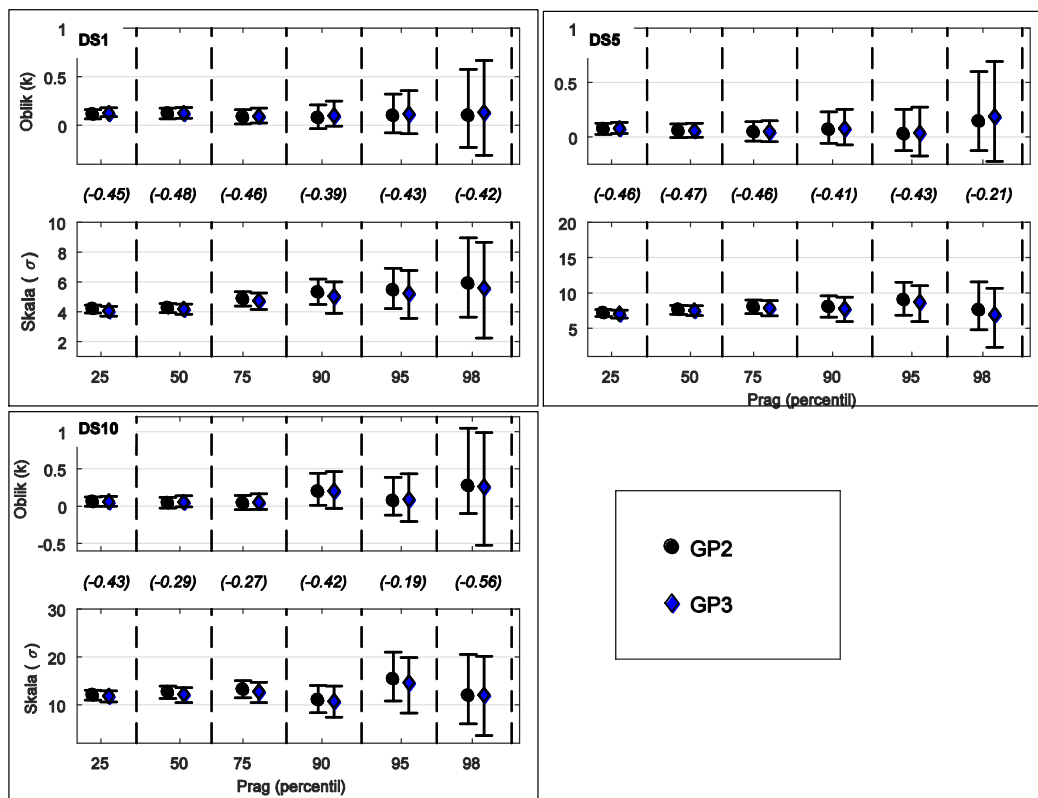 DS1
Oblik (k)
1
0.5
0
(-0.45) (-0.48) (-0.46) (-0.39) (-0.43) (-0.42)
Skala ( σ)
10
8
6
4
2
25 50 75 90 95 98
DS5
1
0.5
0
(-0.46) (-0.47) (-0.46) (-0.41) (-0.43) (-0.21)
20
15
10
5
25 50 75 90 95 98
Prag (percentil)
DS10
Oblik (k)
1
0.5
0
-0.5
(-0.43) (-0.29) (-0.27) (-0.42) (-0.19) (-0.56)
Skala ( σ)
30
20
10
25 50 75 90 95 98
Prag (percentil)
GP2
GP3